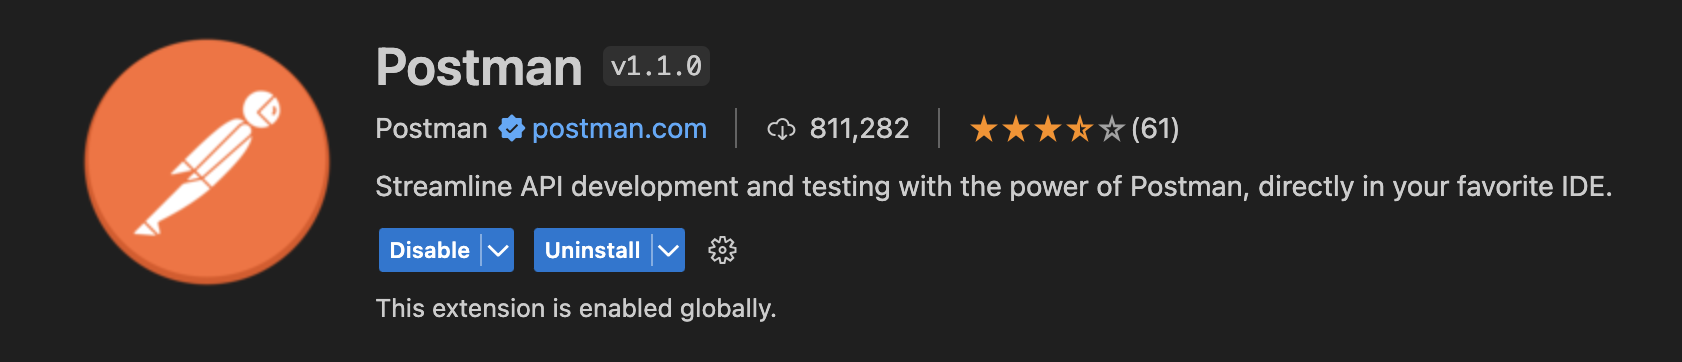 Postman v1.1.0
Postman postman.com 811,282 (61)
Streamline API development and testing with the power of Postman, directly in your favorite IDE.
Disable Uninstall
This extension is enabled globally.